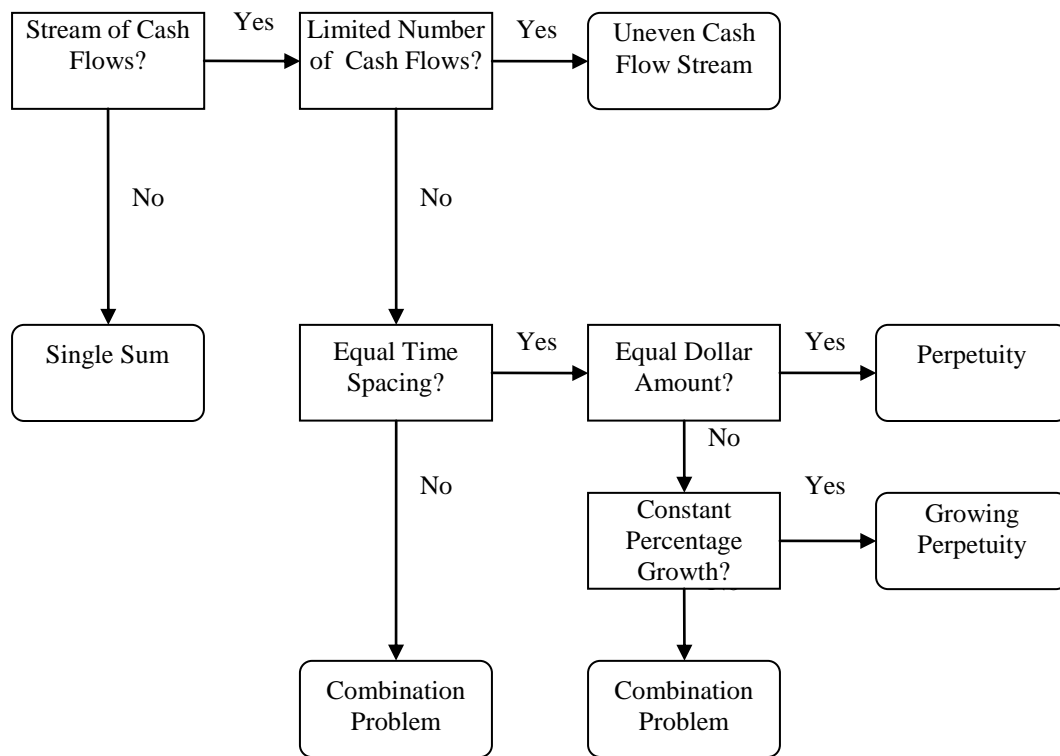 Stream of Cash
Flows?
Yes
Limited Number
of Cash Flows?
Yes
Uneven Cash
Flow Stream
No
No
Single Sum
Equal Time
Spacing?
Yes
Equal Dollar
Amount?
Yes
Perpetuity
No
No
Constant
Percentage
Growth?
Yes
Growing
Perpetuity
Combination
Problem
Combination
Problem